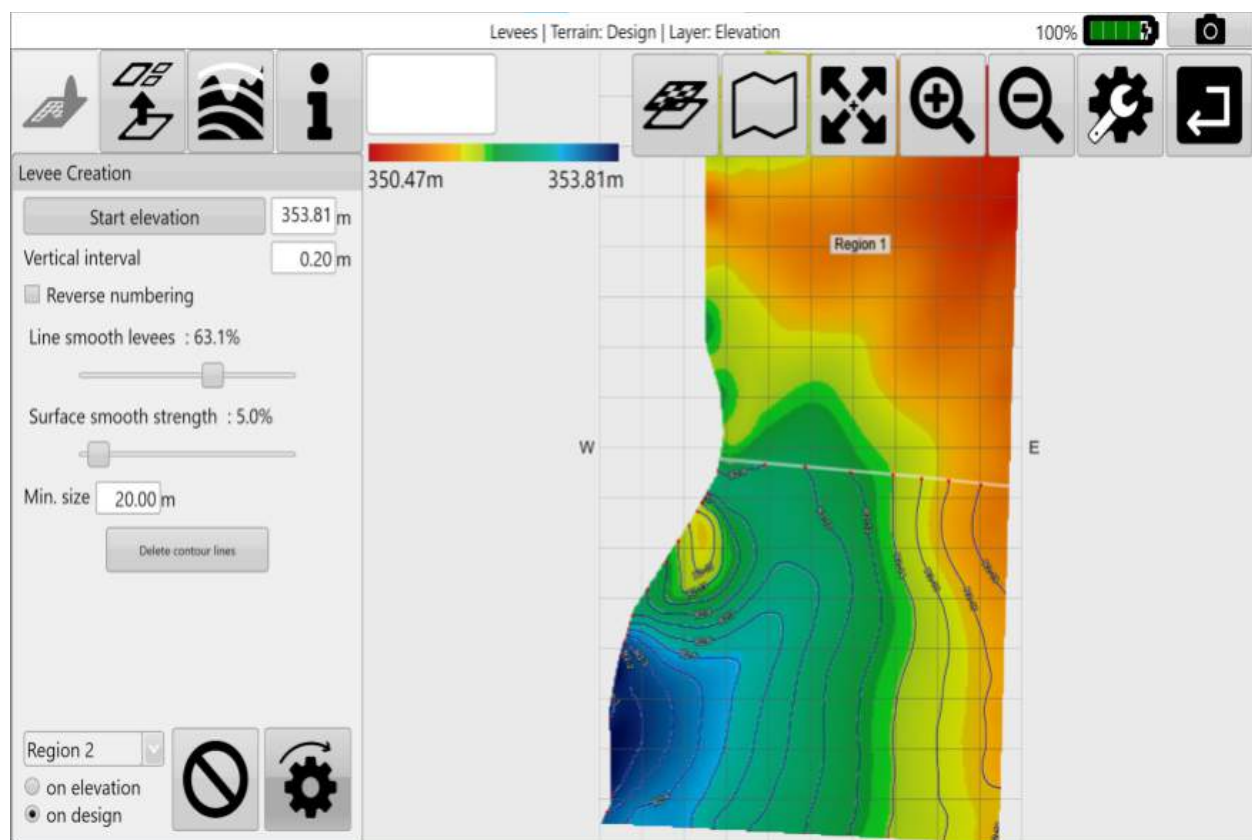 Levees | Terrain: Design | Layer: Elevation
100%
350.47m 353.81m
Levee Creation
Start elevation 353.81 m
Vertical interval 0.20 m
Reverse numbering
Line smooth levees : 63.1%
Surface smooth strength : 5.0%
Min. size 20.00 m
Delete contour lines
Region 1
W E
Region 2
on elevation
on design